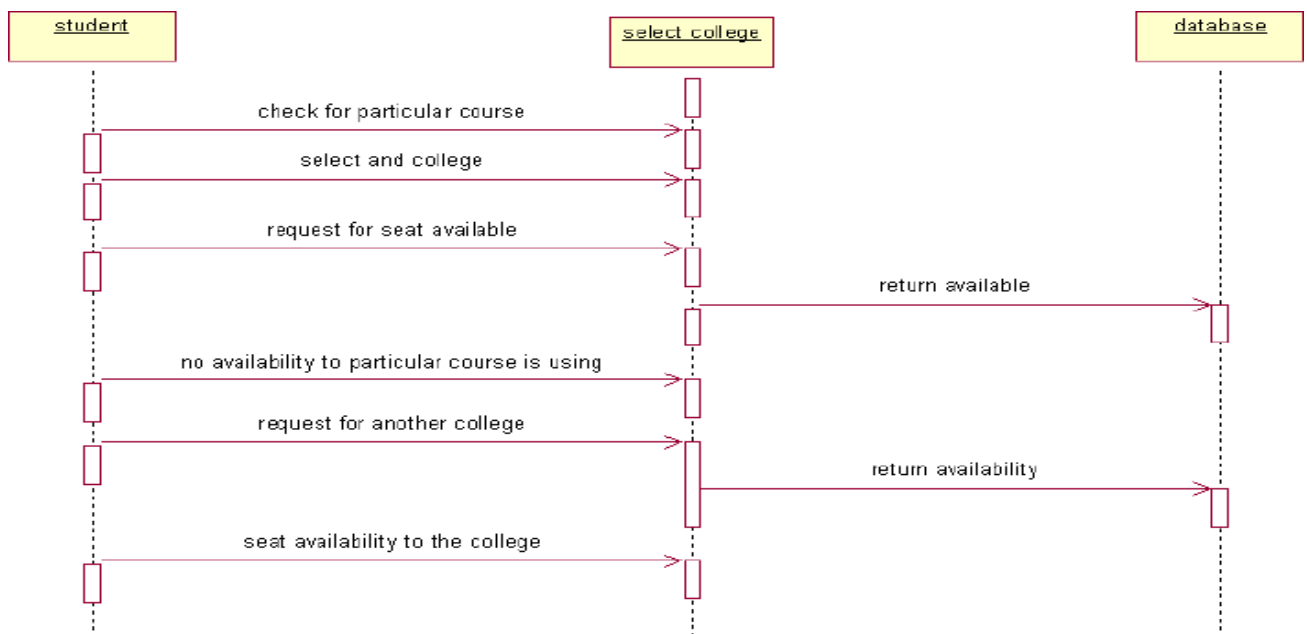 student
select college
database
check for particular course
select and college
request for seat available
return available
no availability to particular course is using
request for another college
return availability
seat availability to the college